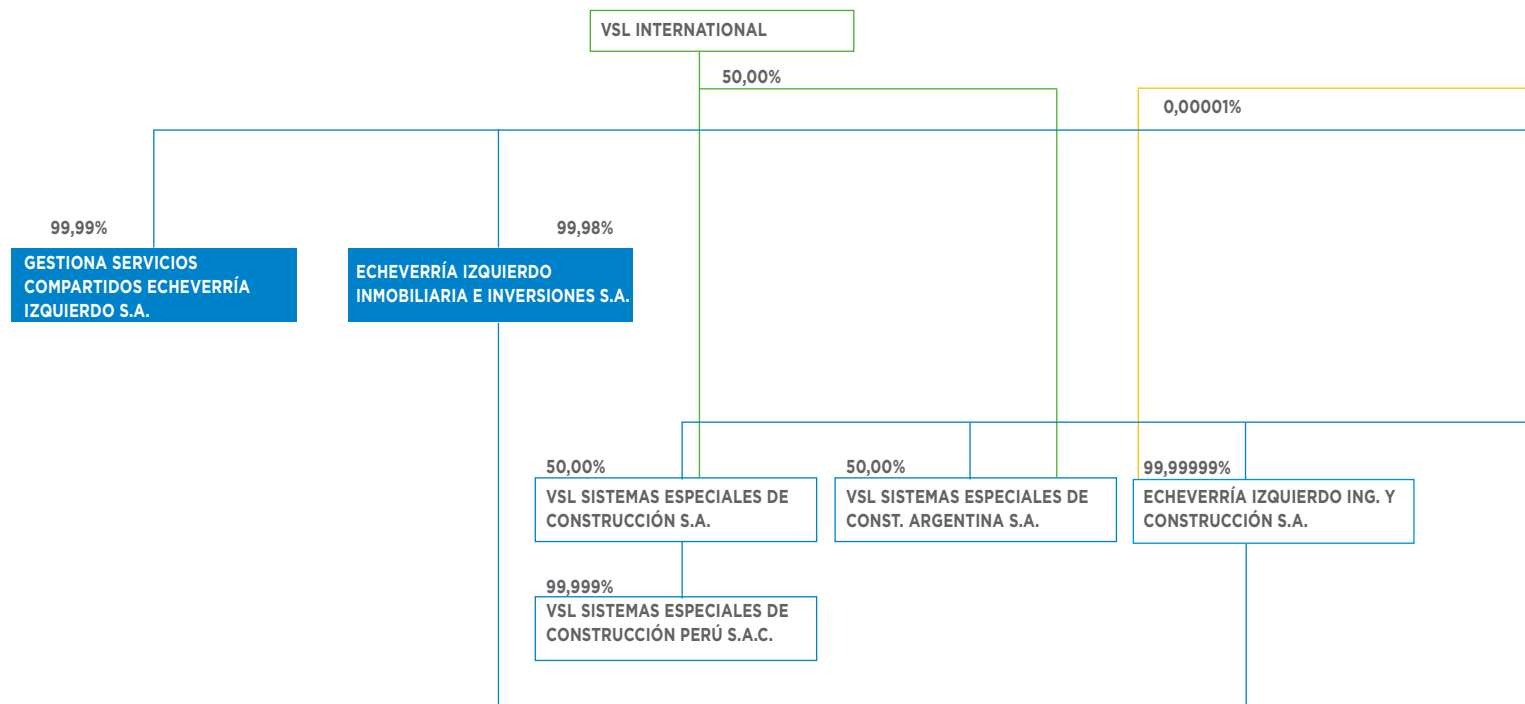 VSL INTERNATIONAL
50,00%
0,00001%
99,99%
99,98%
GESTIONA SERVICIOS
COMPARTIDOS ECHEVERRÍA
IZQUIERDO S.A.
ECHEVERRÍA IZQUIERDO
INMOBILIARIA E INVERSIONES S.A.
50,00%
VSL SISTEMAS ESPECIALES DE
CONSTRUCCIÓN S.A.
50,00%
VSL SISTEMAS ESPECIALES DE
CONST. ARGENTINA S.A.
99,99999%
ECHEVERRÍA IZQUIERDO ING. Y
CONSTRUCCIÓN S.A.
99,999%
VSL SISTEMAS ESPECIALES DE
CONSTRUCCIÓN PERÚ S.A.C.